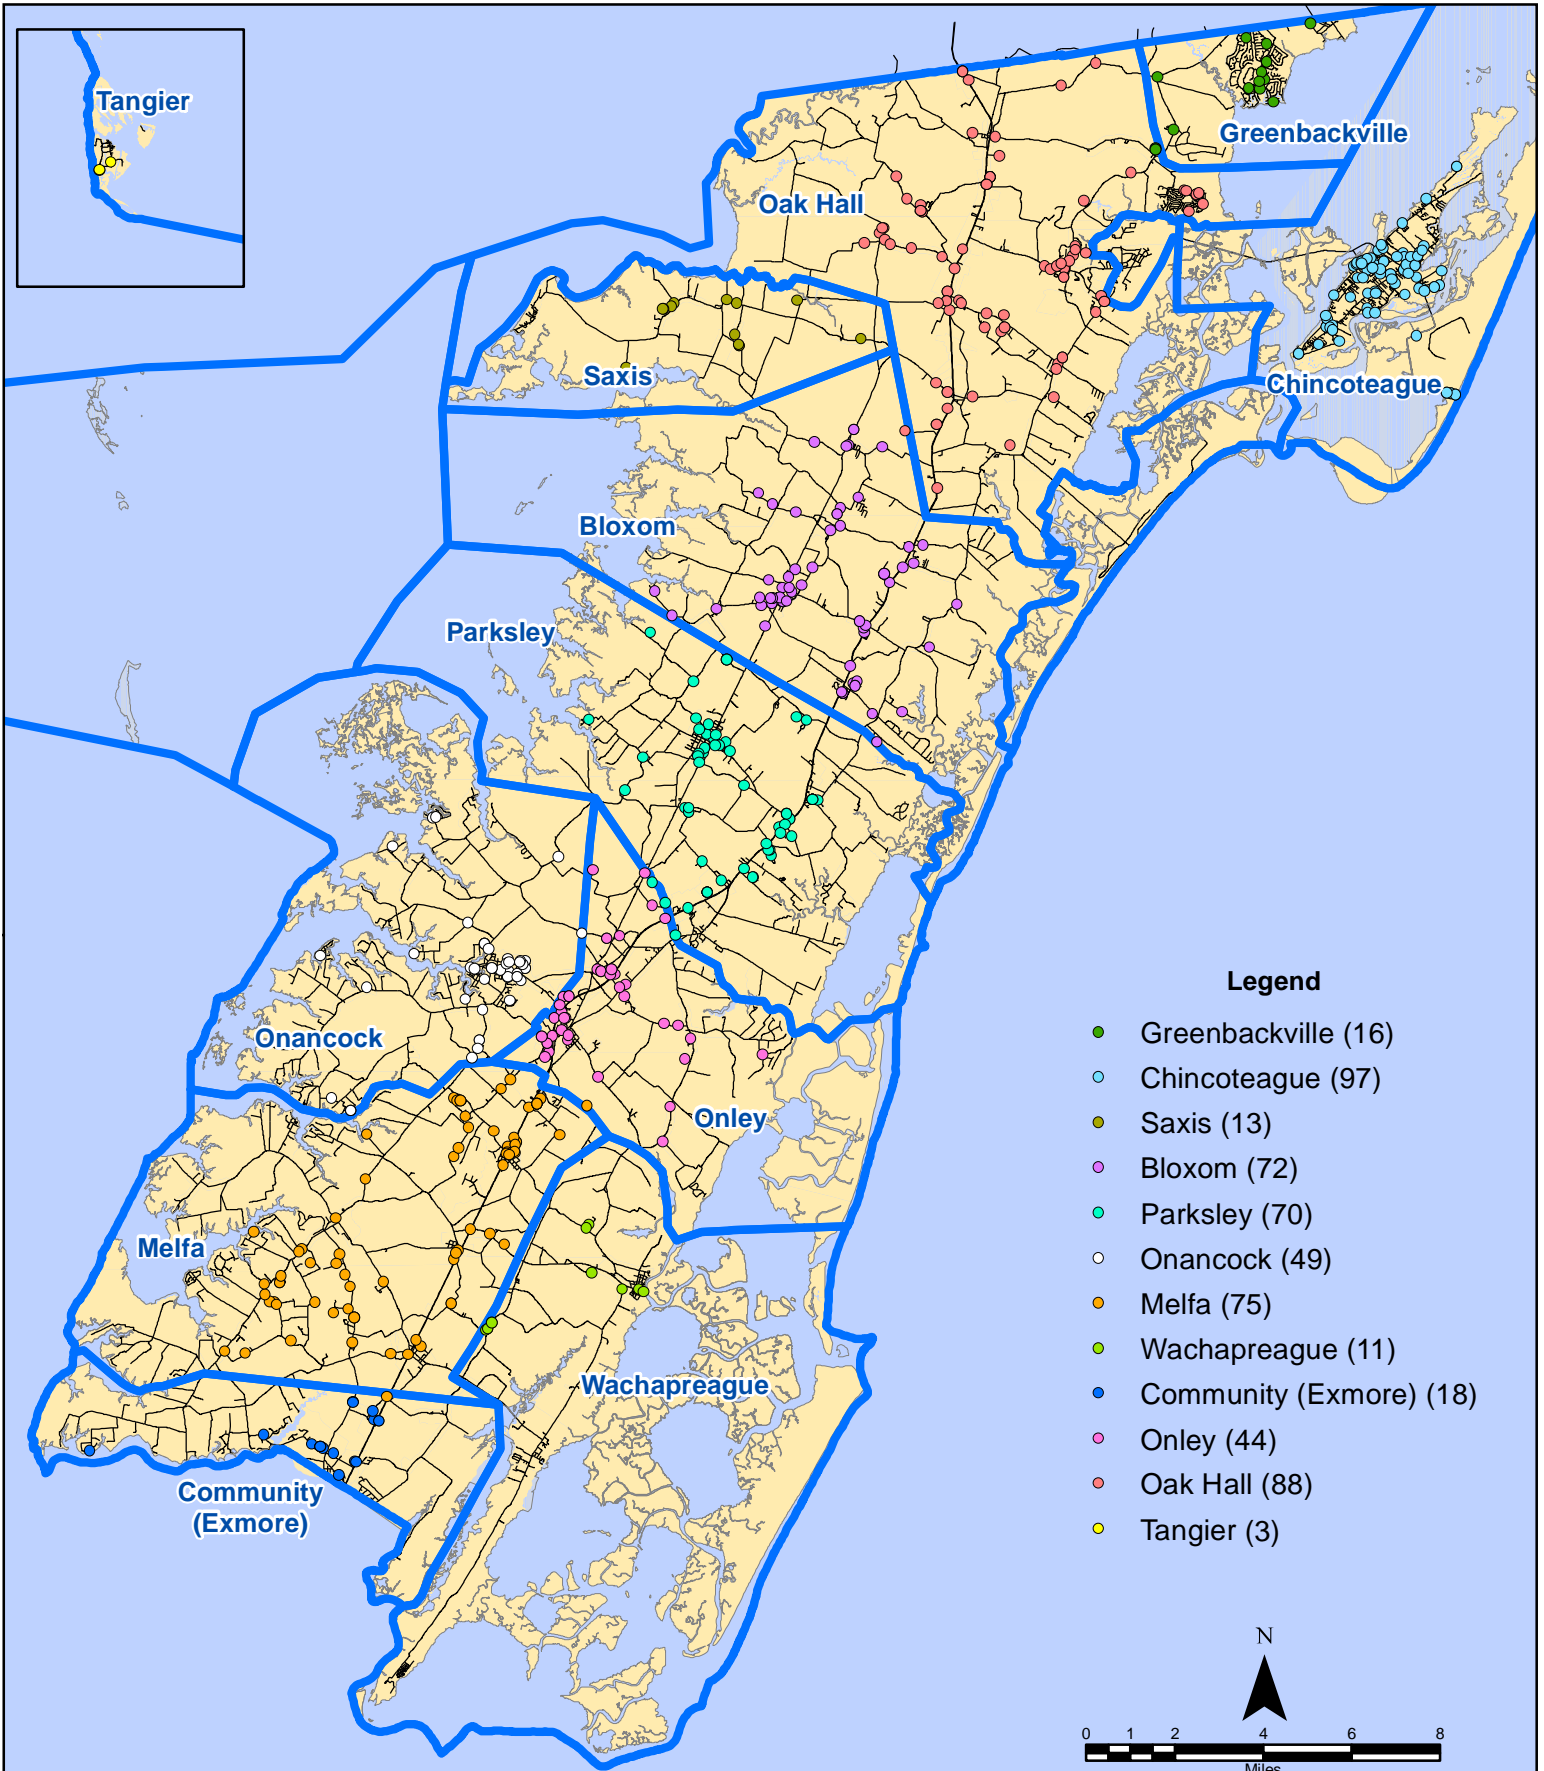 Tangier
Greenbackville
Oak Hall
Saxis
Chincoteague
Bloxom
Parksley
Onancock
Onley
Melfa
Wachapreague
Community
(Exmore)
Legend
Greenbackville (16)
Chincoteague (97)
Saxis (13)
Bloxom (72)
Parksley (70)
Onancock (49)
Melfa (75)
Wachapreague (11)
Community (Exmore) (18)
Onley (44)
Oak Hall (88)
Tangier (3)
N
0 1 2 4 6 8
Miles